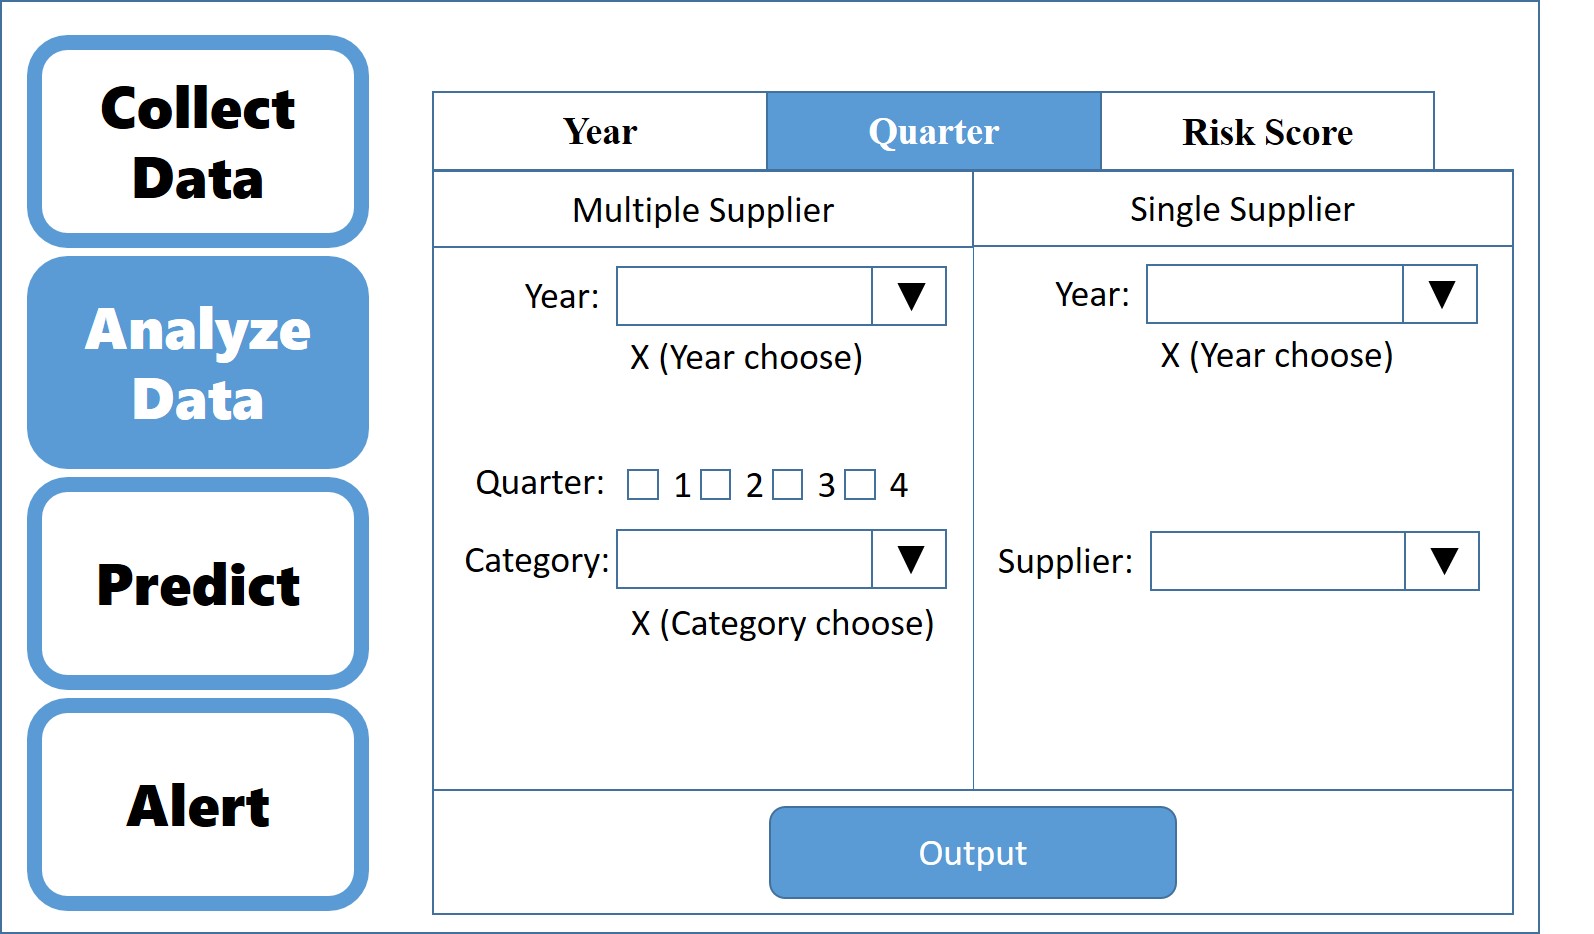 Collect
Data
Analyze
Data
Predict
Alert
Year Quarter Risk Score
Multiple Supplier Single Supplier
Year: ▼ Year: ▼
X (Year choose) X (Year choose)
Quarter: 1 2 3 4
Category: ▼ Supplier: ▼
X (Category choose)
Output